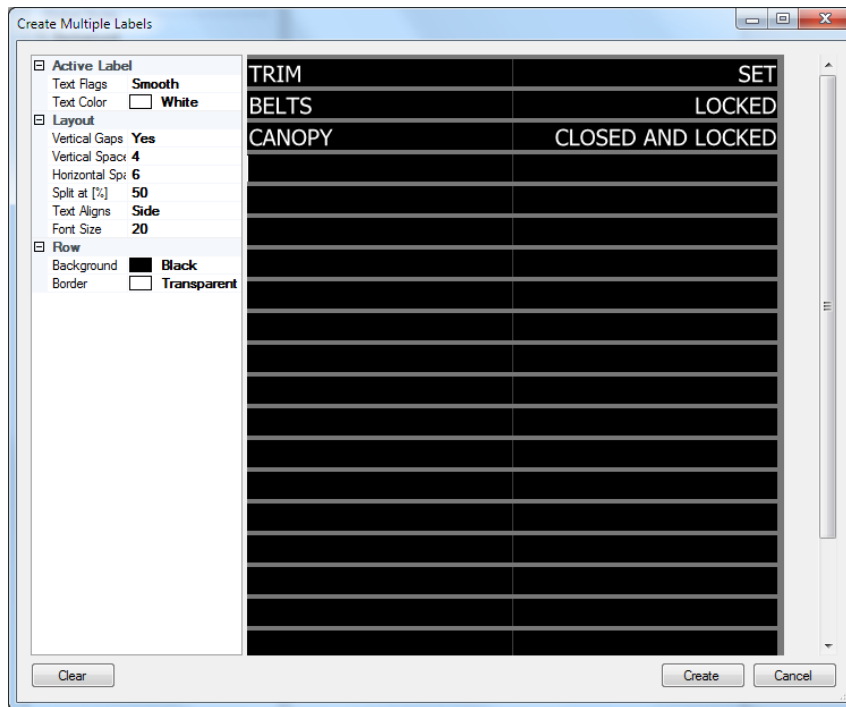 Create Multiple Labels
Active Label
Text Flags Smooth
Text Color White
Layout
Vertical Gaps Yes
Vertical Space 4
Horizontal Spa 6
Split at [%] 50
Text Aligns Side
Font Size 20
Row
Background Black
Border Transparent
TRIM SET
BELTS LOCKED
CANOPY CLOSED AND LOCKED
Clear Create Cancel